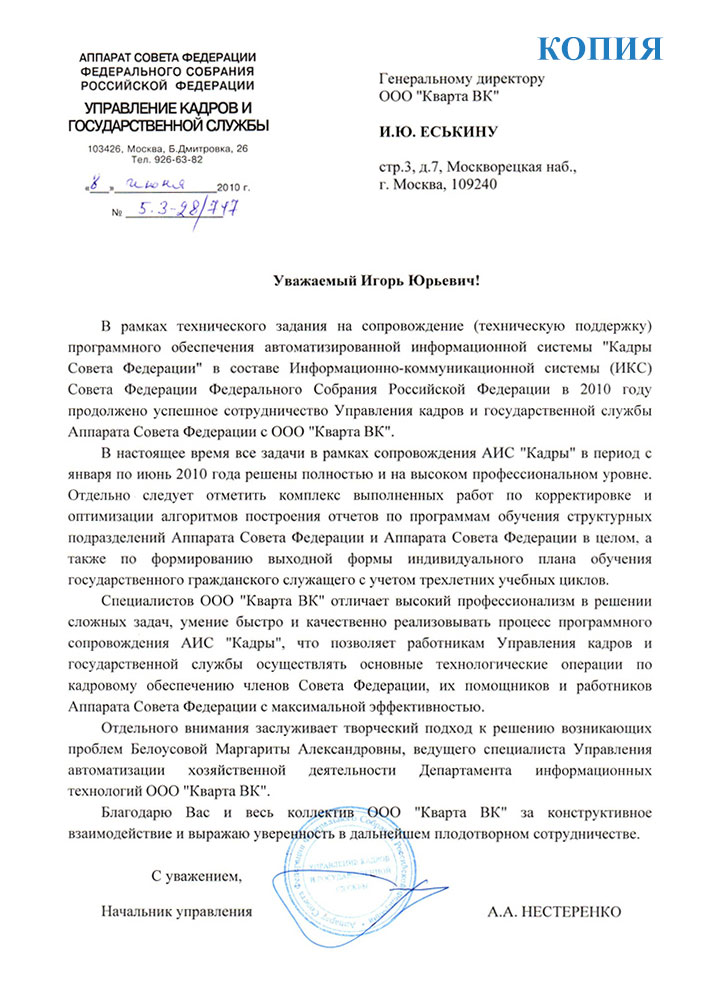 КОПИЯ
АППАРАТ СОВЕТА ФЕДЕРАЦИИ
ФЕДЕРАЛЬНОГО СОБРАНИЯ
РОССИЙСКОЙ ФЕДЕРАЦИИ
УПРАВЛЕНИЕ КАДРОВ И
ГОСУДАРСТВЕННОЙ СЛУЖБЫ
103426, Москва, Б.Дмитровка, 26
Тел. 926-63-82
«8» июня 2010 г.
№ 5.3-28/717
Генеральному директору
ООО "Кварта ВК"
И.Ю. ЕСЬКИНУ
стр.3, д.7, Москворецкая наб.,
г. Москва, 109240
Уважаемый Игорь Юрьевич!
В рамках технического задания на сопровождение (техническую поддержку)
программного обеспечения автоматизированной информационной системы "Кадры
Совета Федерации" в составе Информационно-коммуникационной системы (ИКС)
Совета Федерации Федерального Собрания Российской Федерации в 2010 году
продолжено успешное сотрудничество Управления кадров и государственной службы
Аппарата Совета Федерации с ООО "Кварта ВК".
В настоящее время все задачи в рамках сопровождения АИС "Кадры" в период с
января по июнь 2010 года решены полностью и на высоком профессиональном уровне.
Отдельно следует отметить комплекс выполненных работ по корректировке и
оптимизации алгоритмов построения отчетов по программам обучения структурных
подразделений Аппарата Совета Федерации и Аппарата Совета Федерации в целом, а
также по формированию выходной формы индивидуального плана обучения
государственного гражданского служащего с учетом трехлетних учебных циклов.
Специалистов ООО "Кварта ВК" отличает высокий профессионализм в решении
сложных задач, умение быстро и качественно реализовывать процесс программного
сопровождения АИС "Кадры", что позволяет работникам Управления кадров и
государственной службы осуществлять основные технологические операции по
кадровому обеспечению членов Совета Федерации, их помощников и работников
Аппарата Совета Федерации с максимальной эффективностью.
Отдельного внимания заслуживает творческий подход к решению возникающих
проблем Белоусовой Маргариты Александровны, ведущего специалиста Управления
автоматизации хозяйственной деятельности Департамента информационных
технологий ООО "Кварта ВК".
Благодарю Вас и весь коллектив ООО "Кварта ВК" за конструктивное
взаимодействие и выражаю уверенность в дальнейшем плодотворном сотрудничестве.
С уважением,
Начальник управления
А.А. НЕСТЕРЕНКО
УПРАВЛЕНИЕ КАДРОВ
И ГОСУДАРСТВЕННОЙ
СЛУЖБЫ